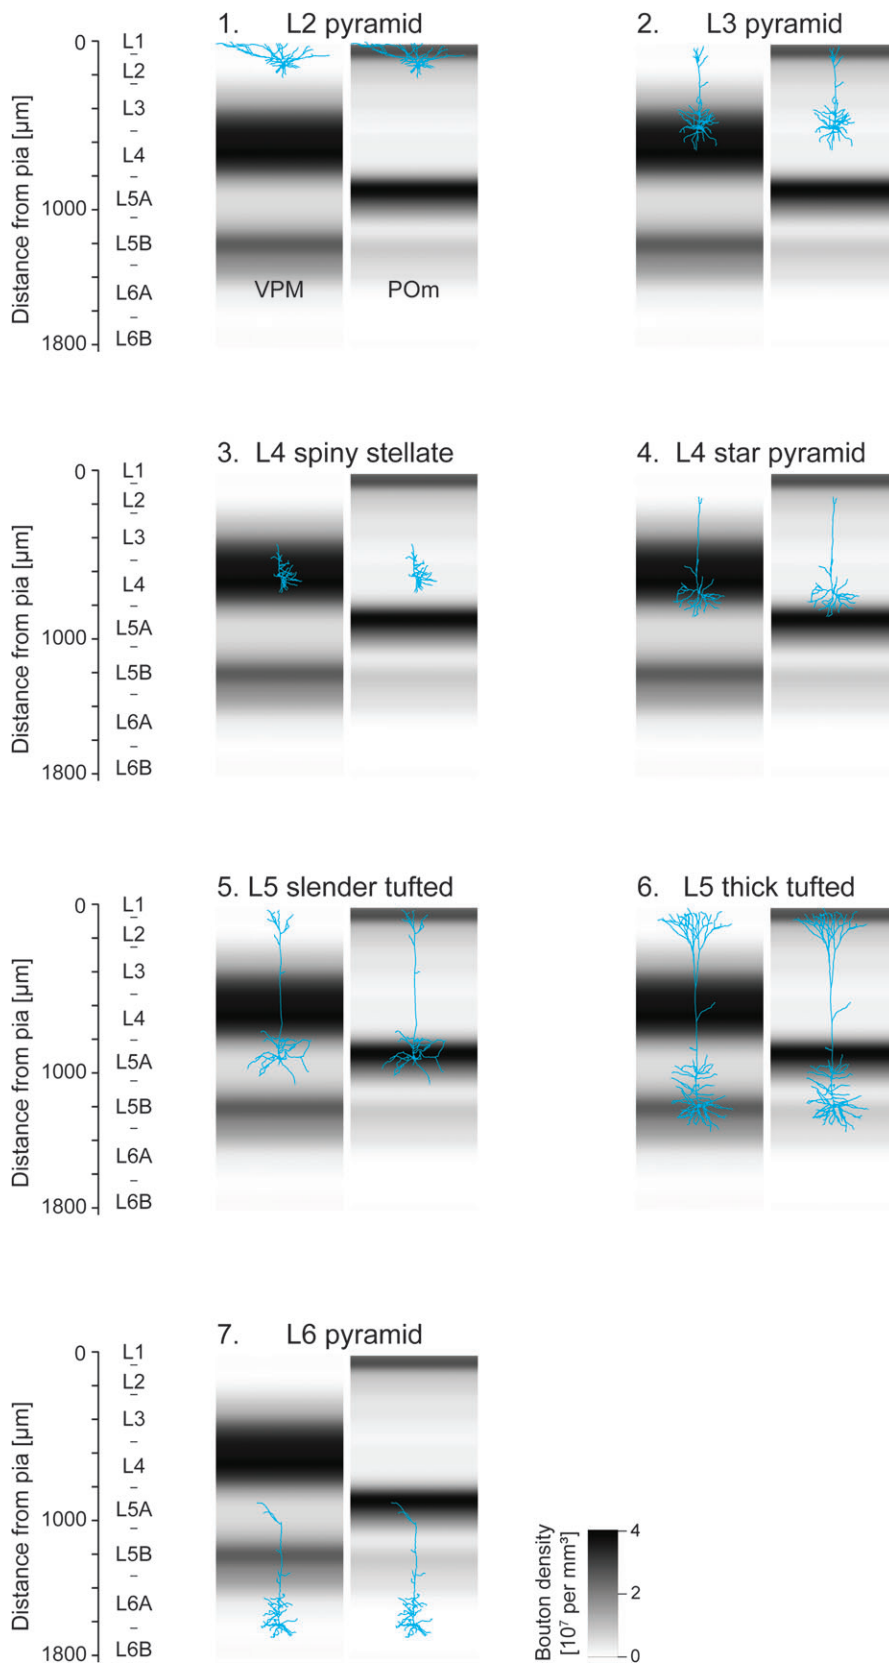 1. L2 pyramid
2. L3 pyramid
Distance from pia [µm]
0
1000
1800
L1
L2
L3
L4
L5A
L5B
L6A
L6B
VPM
POm
3. L4 spiny stellate
4. L4 star pyramid
Distance from pia [µm]
0
1000
1800
L1
L2
L3
L4
L5A
L5B
L6A
L6B
5. L5 slender tufted
6. L5 thick tufted
Distance from pia [µm]
0
1000
1800
L1
L2
L3
L4
L5A
L5B
L6A
L6B
7. L6 pyramid
Distance from pia [µm]
0
1000
1800
L1
L2
L3
L4
L5A
L5B
L6A
L6B
Bouton density
[10⁷ per mm³]
4
2
0